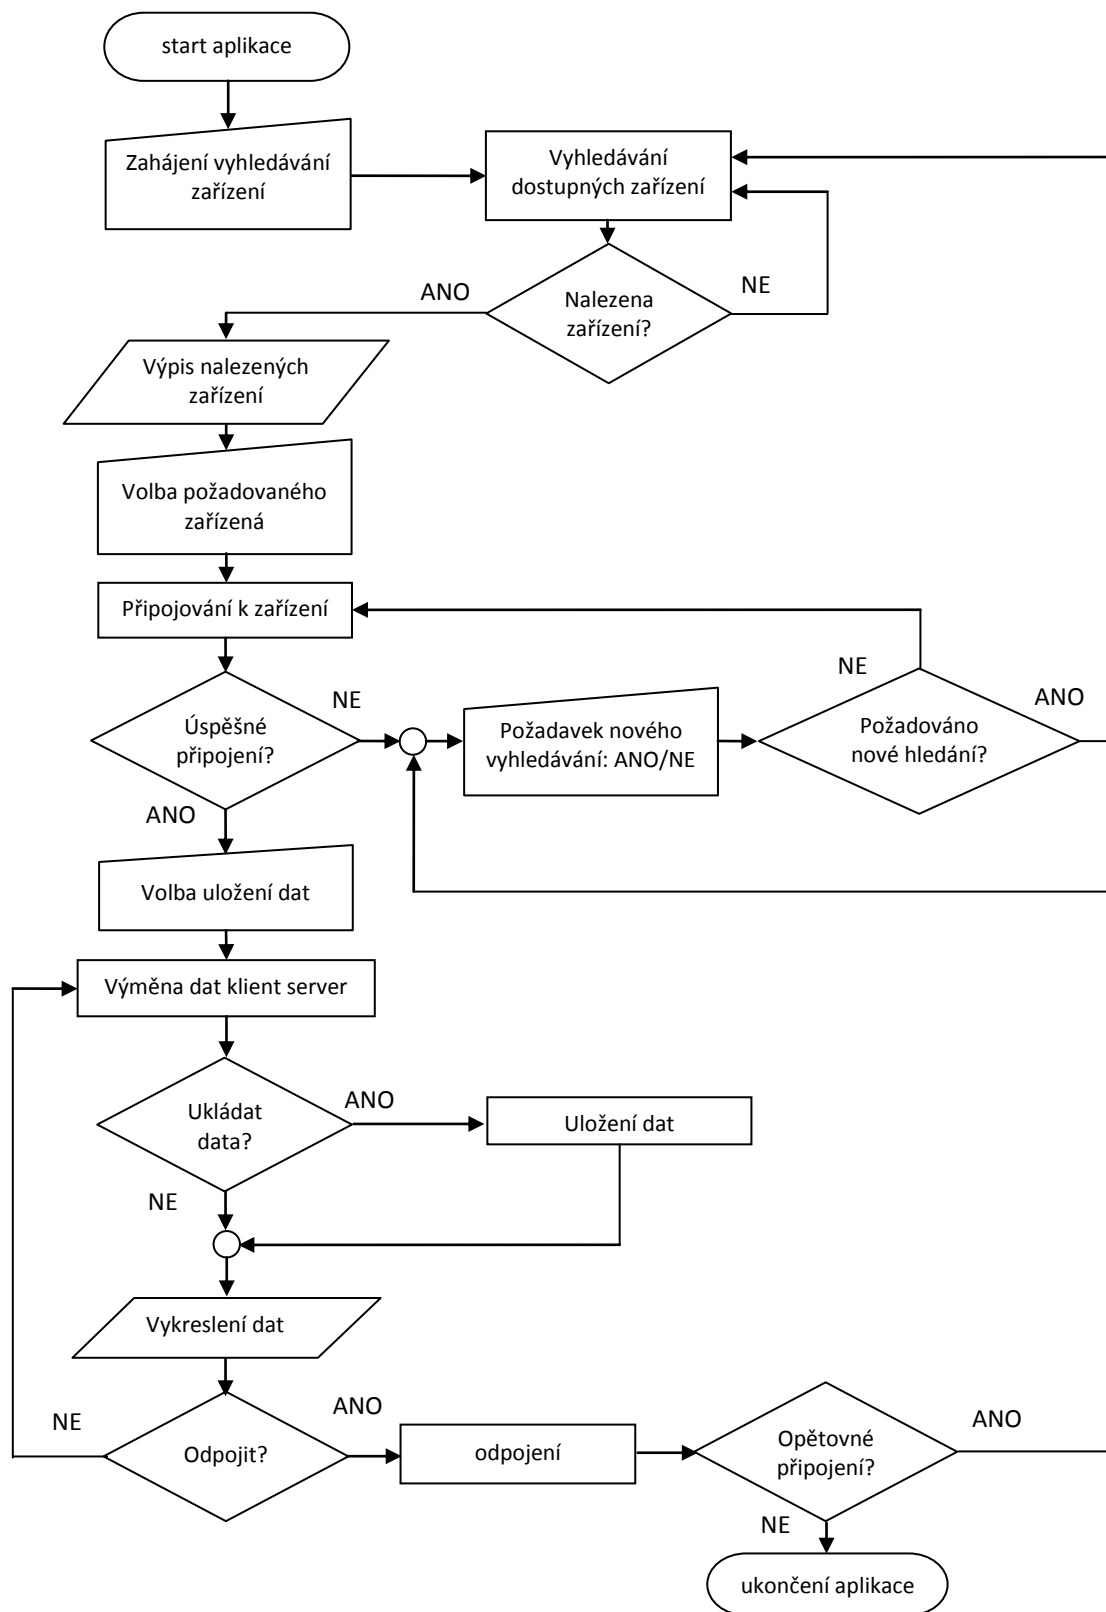 start aplikace
Zahájení vyhledávání
zařízení
Vyhledávání
dostupných zařízení
ANO
NE
Nalezena
zařízení?
Výpis nalezených
zařízení
Volba požadovaného
zařízená
Připojování k zařízení
NE
NE
ANO
Úspěšné
připojení?
Požadavek nového
vyhledávání: ANO/NE
Požadováno
nové hledání?
ANO
Volba uložení dat
Výměna dat klient server
Ukládat
data?
ANO
Uložení dat
NE
Vykreslení dat
NE
ANO
ANO
Odpojit?
odpojení
Opětovné
připojení?
NE
ukončení aplikace